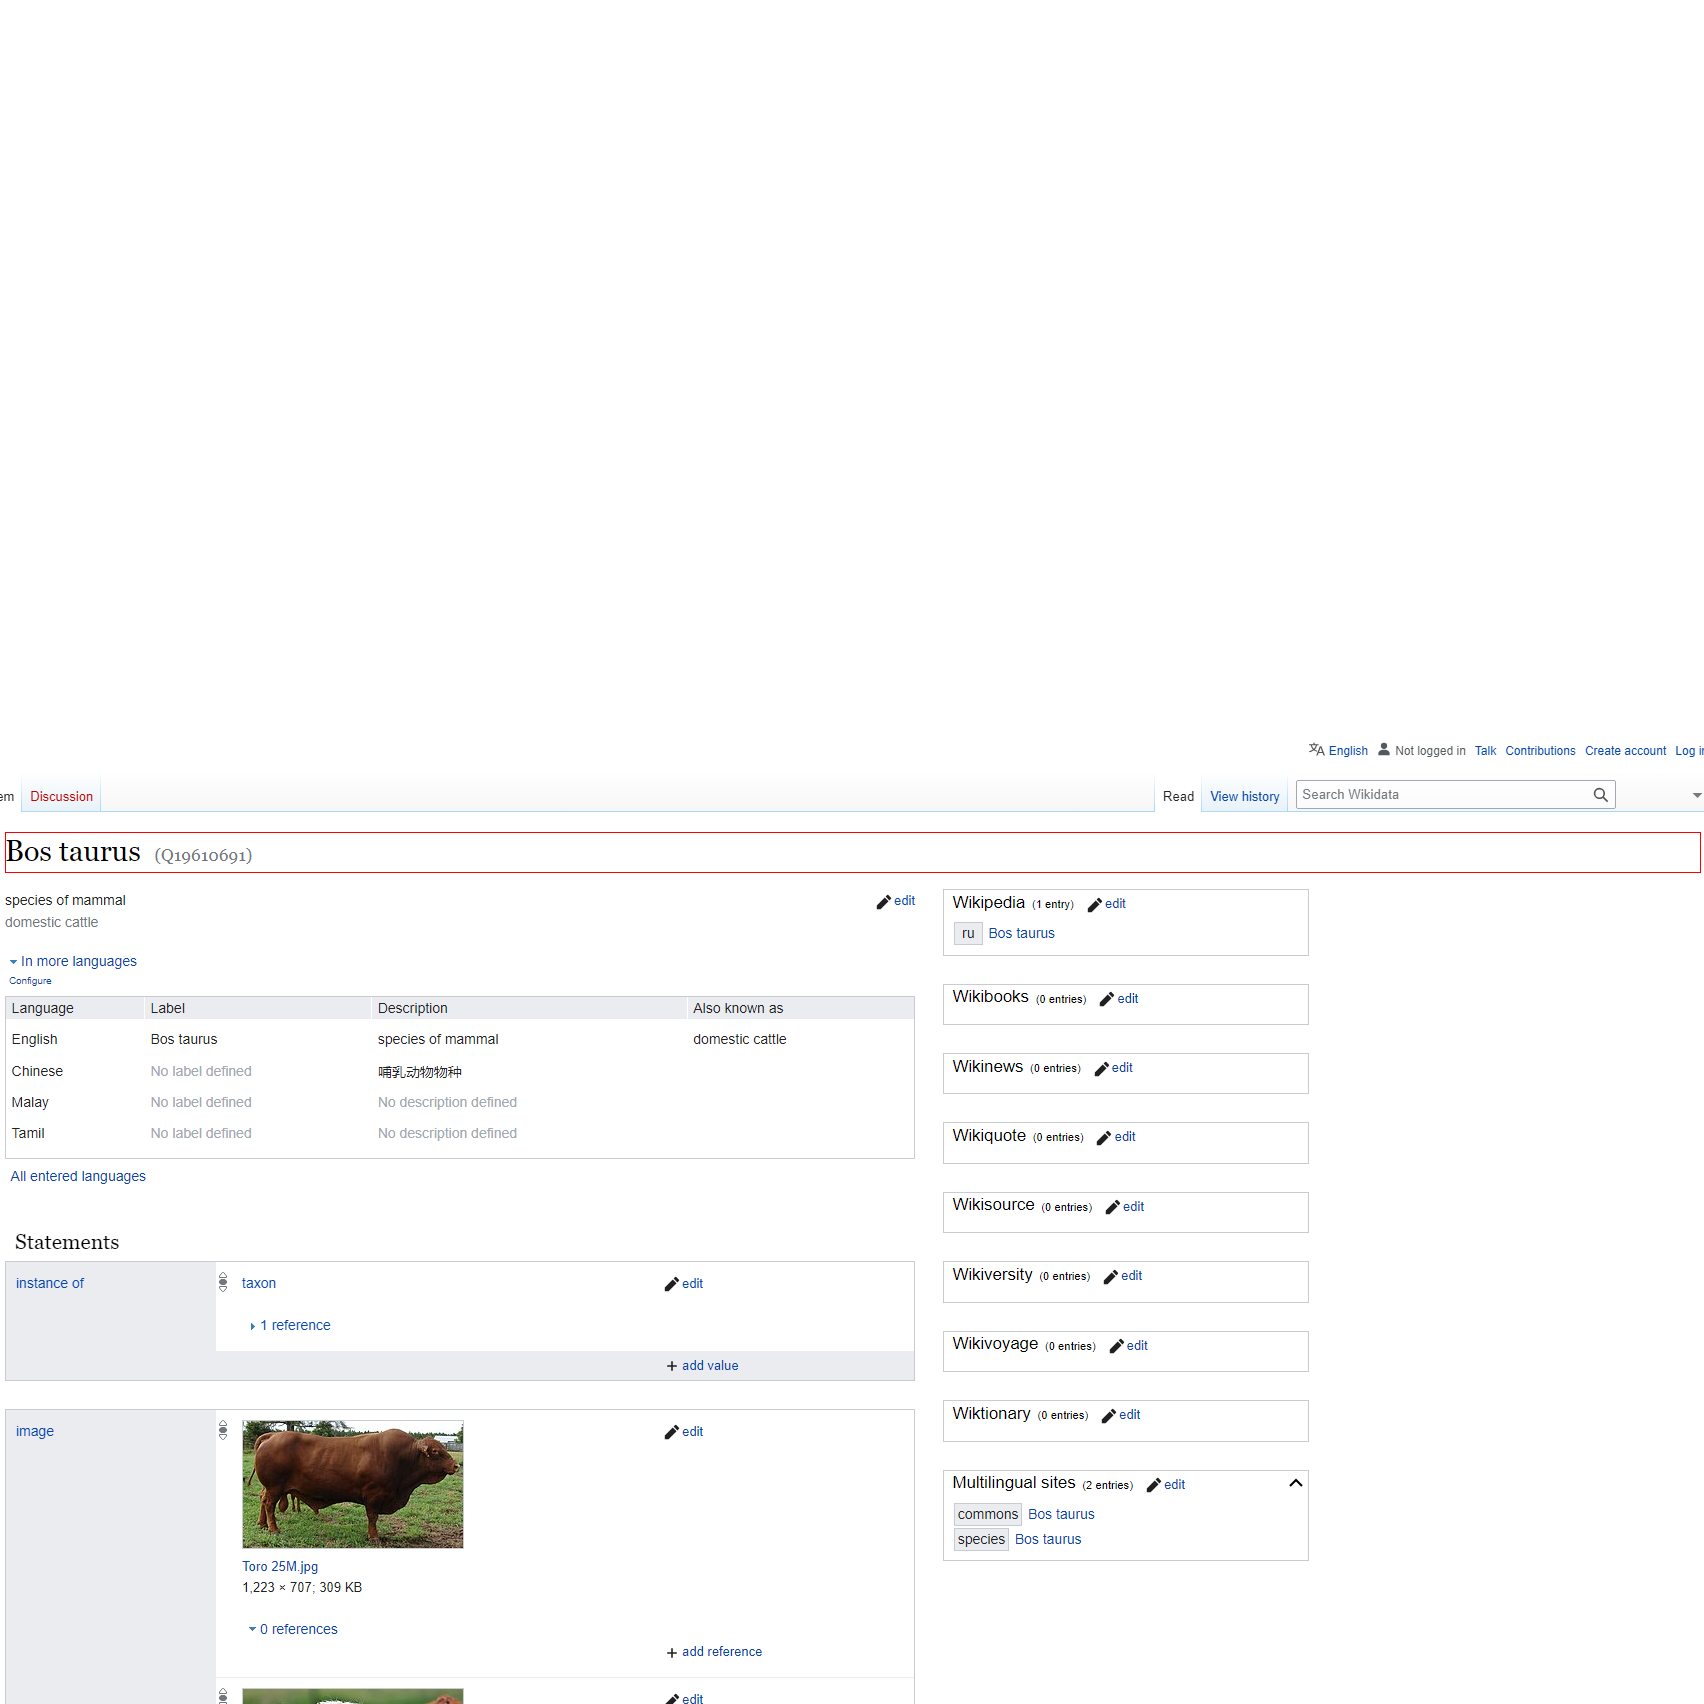 English Not logged in Talk Contributions Create account Log in
em Discussion Read View history Search Wikidata
Bos taurus (Q19610691)
species of mammal edit
domestic cattle
In more languages
Configure
Language Label Description Also known as
English Bos taurus species of mammal domestic cattle
Chinese No label defined 哺乳动物物种
Malay No label defined No description defined
Tamil No label defined No description defined
All entered languages
Statements
instance of taxon edit
1 reference
+ add value
image edit
Toro 25M.jpg
1,223 × 707; 309 KB
0 references
+ add reference
edit
Wikipedia (1 entry) edit
ru Bos taurus
Wikibooks (0 entries) edit
Wikinews (0 entries) edit
Wikiquote (0 entries) edit
Wikisource (0 entries) edit
Wikiversity (0 entries) edit
Wikivoyage (0 entries) edit
Wiktionary (0 entries) edit
Multilingual sites (2 entries) edit
commons Bos taurus
species Bos taurus